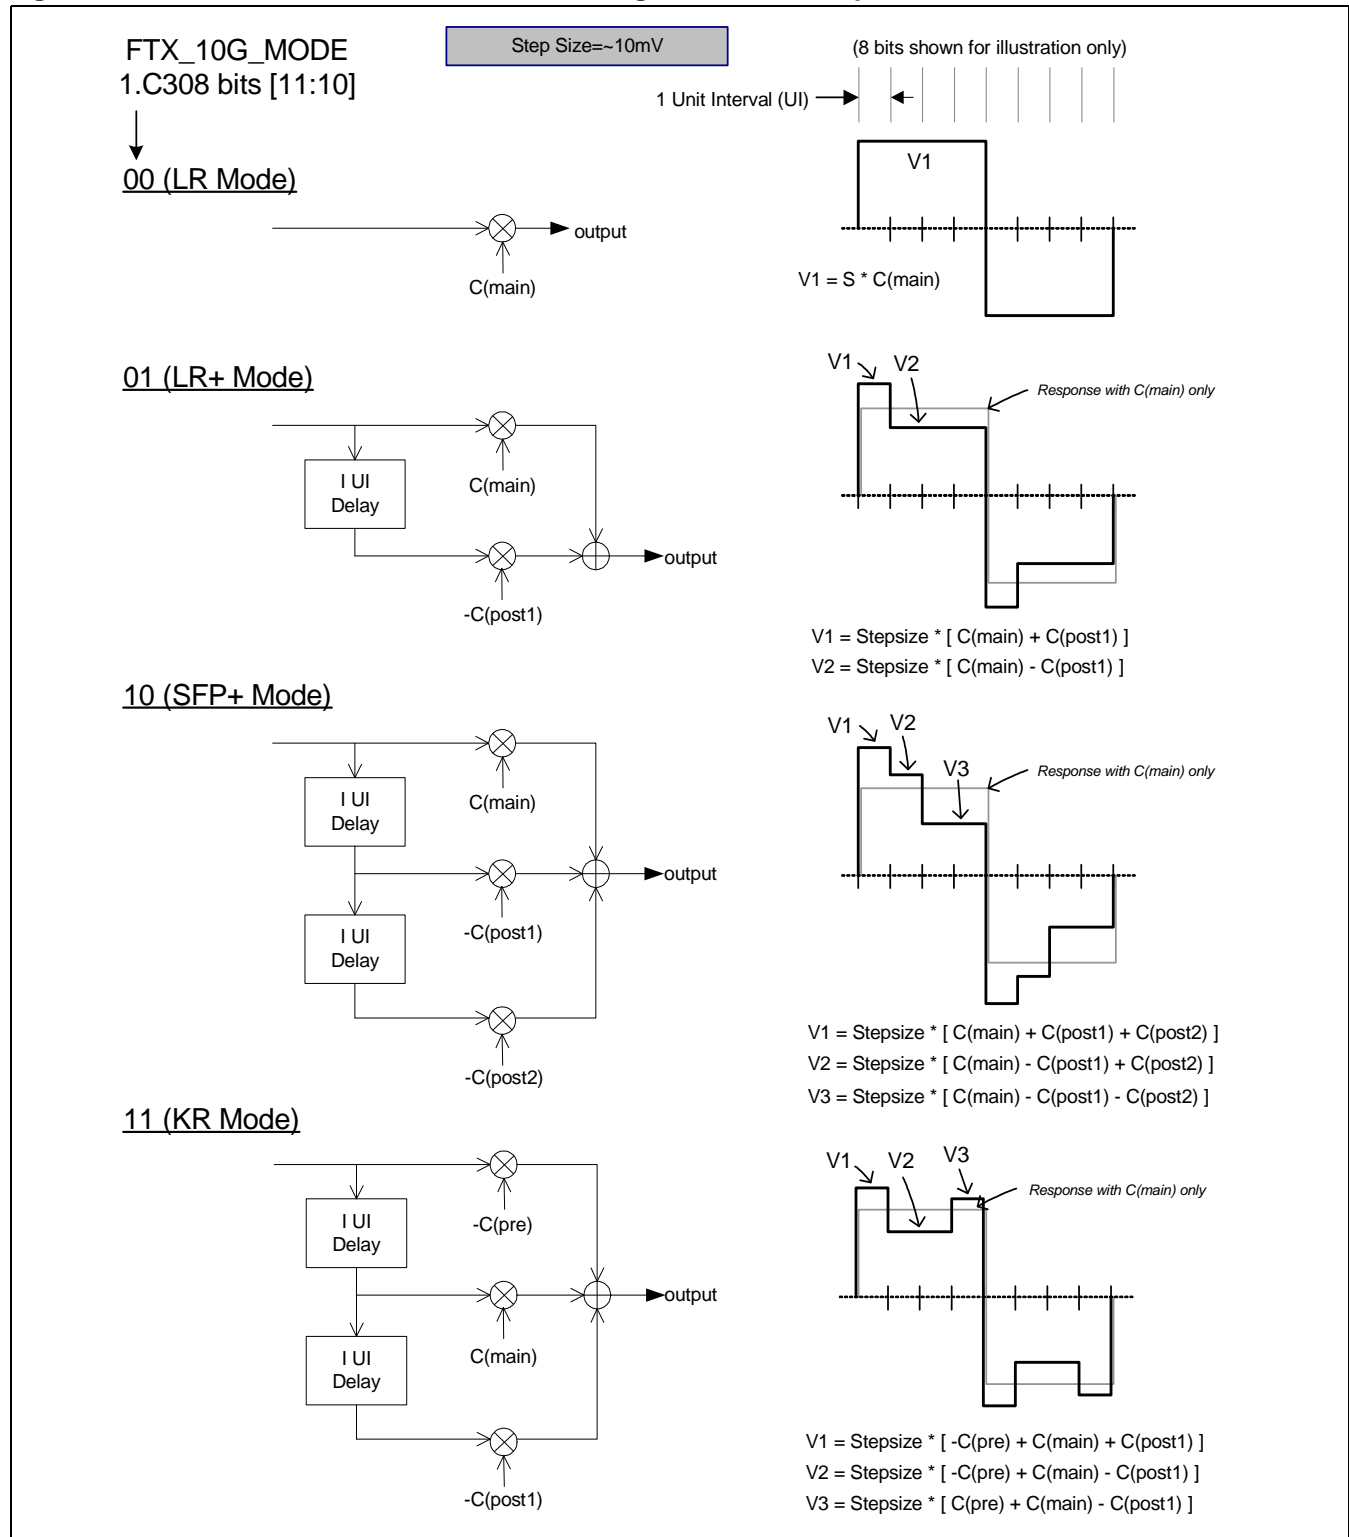 FTX_10G_MODE
1.C308 bits [11:10]
Step Size=~10mV
(8 bits shown for illustration only)
1 Unit Interval (UI)
00 (LR Mode)
output
C(main)
V1
V1 = S * C(main)
01 (LR+ Mode)
I UI
Delay
C(main)
output
-C(post1)
V1
V2
Response with C(main) only
V1 = Stepsize * [ C(main) + C(post1) ]
V2 = Stepsize * [ C(main) - C(post1) ]
10 (SFP+ Mode)
I UI
Delay
C(main)
output
I UI
Delay
-C(post1)
-C(post2)
V1
V2
V3
Response with C(main) only
V1 = Stepsize * [ C(main) + C(post1) + C(post2) ]
V2 = Stepsize * [ C(main) - C(post1) + C(post2) ]
V3 = Stepsize * [ C(main) - C(post1) - C(post2) ]
11 (KR Mode)
I UI
Delay
-C(pre)
output
I UI
Delay
C(main)
-C(post1)
V1
V2
V3
Response with C(main) only
V1 = Stepsize * [ -C(pre) + C(main) + C(post1) ]
V2 = Stepsize * [ -C(pre) + C(main) - C(post1) ]
V3 = Stepsize * [ C(pre) + C(main) - C(post1) ]